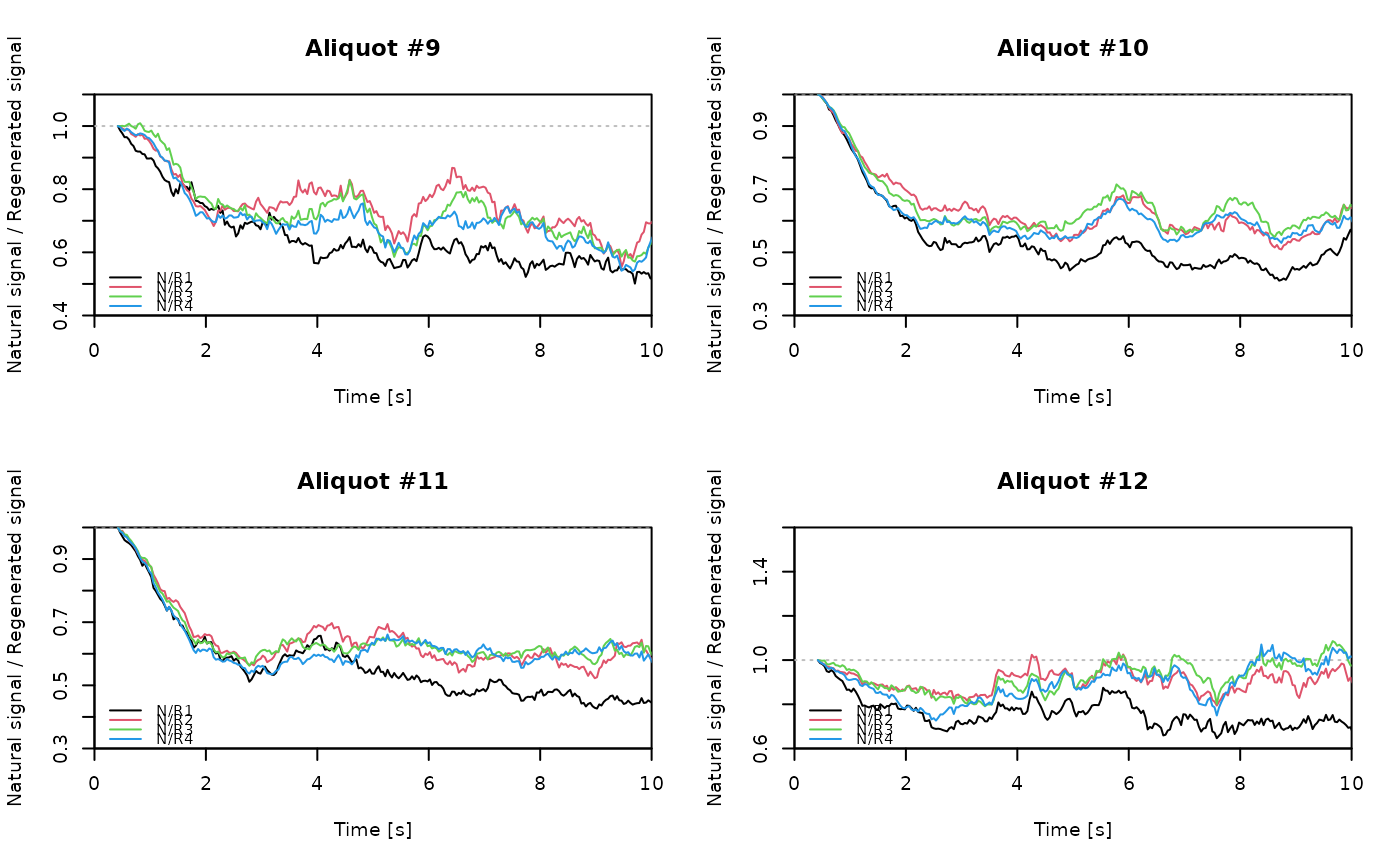 Aliquot #9
Natural signal / Regenerated signal
1.0
0.8
0.6
0.4
N/R1
N/R2
N/R3
N/R4
0 2 4 6 8 10
Time [s]
Aliquot #10
Natural signal / Regenerated signal
0.9
0.7
0.5
0.3
N/R1
N/R2
N/R3
N/R4
0 2 4 6 8 10
Time [s]
Aliquot #11
Natural signal / Regenerated signal
0.9
0.7
0.5
0.3
N/R1
N/R2
N/R3
N/R4
0 2 4 6 8 10
Time [s]
Aliquot #12
Natural signal / Regenerated signal
1.4
1.0
0.6
N/R1
N/R2
N/R3
N/R4
0 2 4 6 8 10
Time [s]